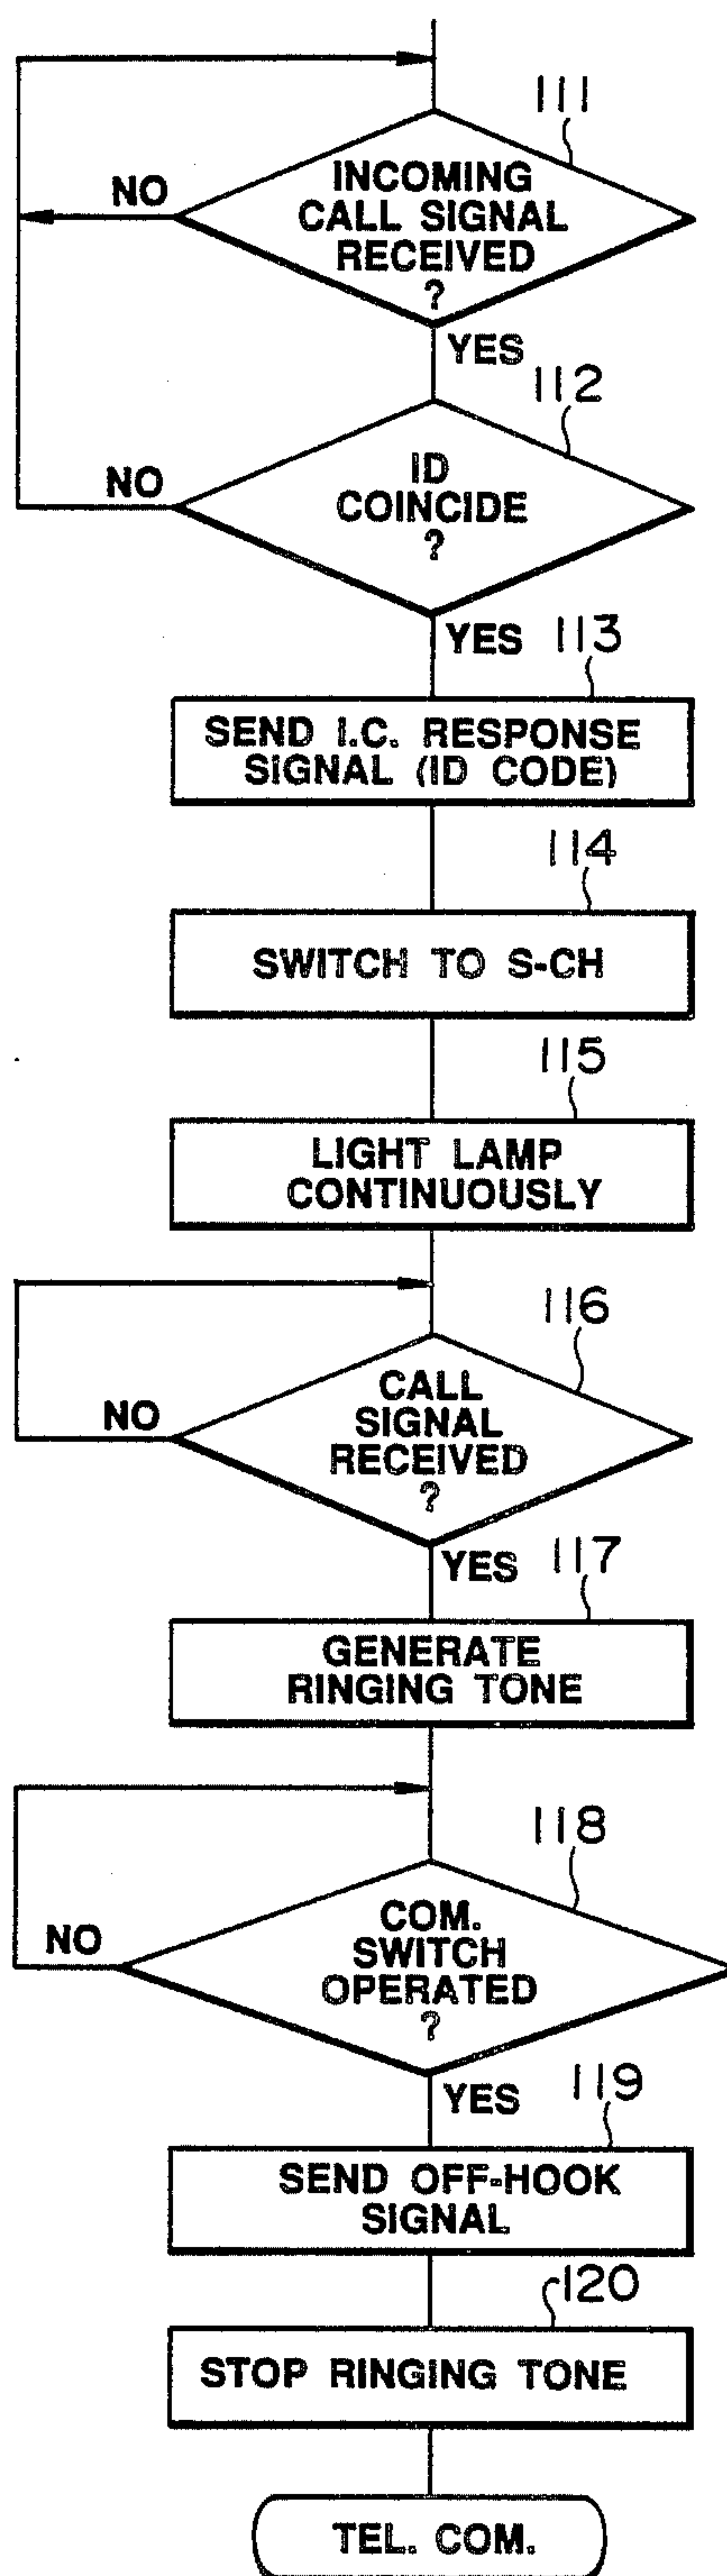 111
INCOMING
CALL SIGNAL
RECEIVED
?
NO
YES
112
ID
COINCIDE
?
NO
YES
113
SEND I.C. RESPONSE
SIGNAL (ID CODE)
114
SWITCH TO S-CH
115
LIGHT LAMP
CONTINUOUSLY
116
CALL
SIGNAL
RECEIVED
?
NO
YES
117
GENERATE
RINGING TONE
118
COM.
SWITCH
OPERATED
?
NO
YES
119
SEND OFF-HOOK
SIGNAL
120
STOP RINGING TONE
TEL. COM.